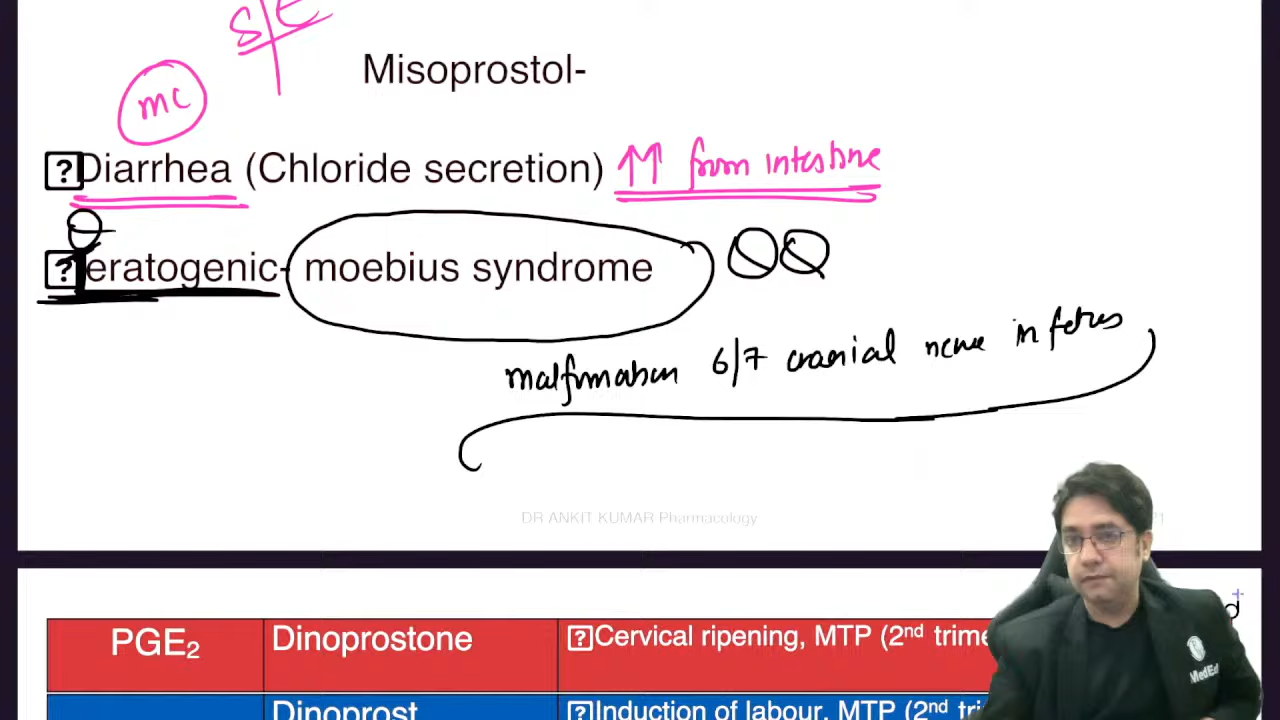 S/E
Misoprostol-
mc
Diarrhea (Chloride secretion) ↑↑ from intestine
Teratogenic- moebius syndrome
malformation 6/7 cranial nerve in fetus
DR ANKIT KUMAR Pharmacology
PGE2 Dinoprostone Cervical ripening, MTP (2nd trime
Dinoprost Induction of labour, MTP (2nd tri
MedEd